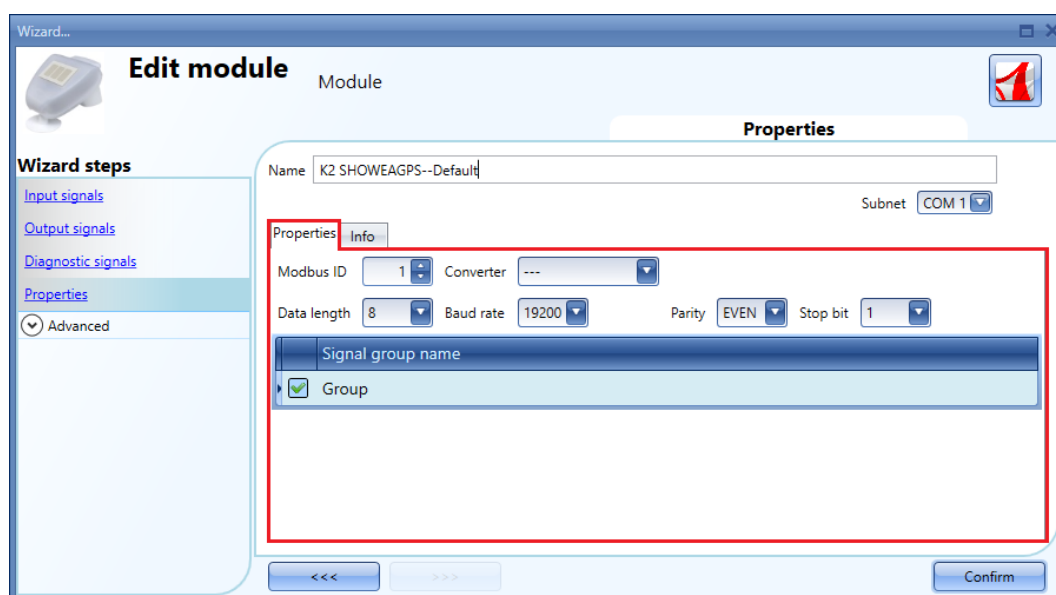 Wizard...
Edit module
Module
Properties
Wizard steps
Input signals
Output signals
Diagnostic signals
Properties
Advanced
Name K2 SHOWEAGPS--Default
Subnet COM 1
Properties Info
Modbus ID 1 Converter ---
Data length 8 Baud rate 19200 Parity EVEN Stop bit 1
Signal group name
Group
<<< >>> Confirm